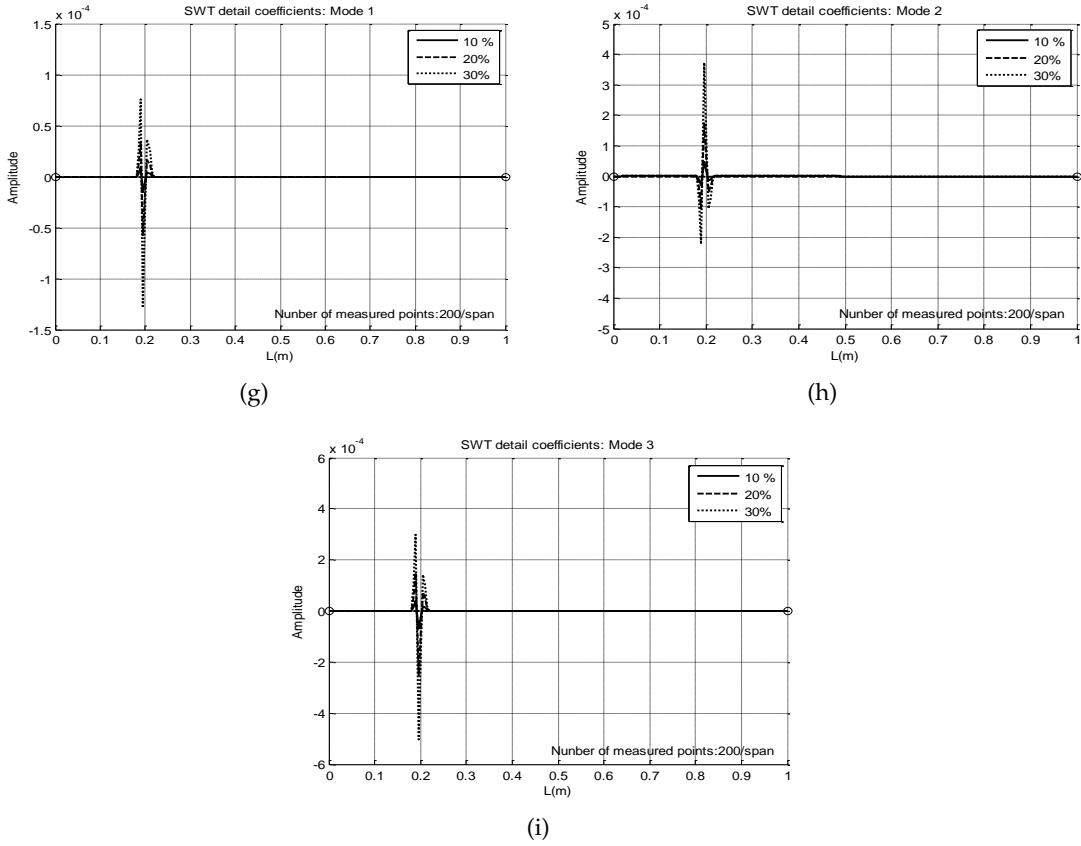 x 10-4
SWT detail coefficients: Mode 1
1.5
1
0.5
0
-0.5
-1
-1.5
Amplitude
10 %
20%
30%
Nunber of measured points:200/span
0 0.1 0.2 0.3 0.4 0.5 0.6 0.7 0.8 0.9 1
L(m)
(g)
x 10-4
SWT detail coefficients: Mode 2
5
4
3
2
1
0
-1
-2
-3
-4
-5
Amplitude
10 %
20%
30%
Nunber of measured points:200/span
0 0.1 0.2 0.3 0.4 0.5 0.6 0.7 0.8 0.9 1
L(m)
(h)
x 10-4
SWT detail coefficients: Mode 3
6
4
2
0
-2
-4
-6
Amplitude
10 %
20%
30%
Nunber of measured points:200/span
0 0.1 0.2 0.3 0.4 0.5 0.6 0.7 0.8 0.9 1
L(m)
(i)